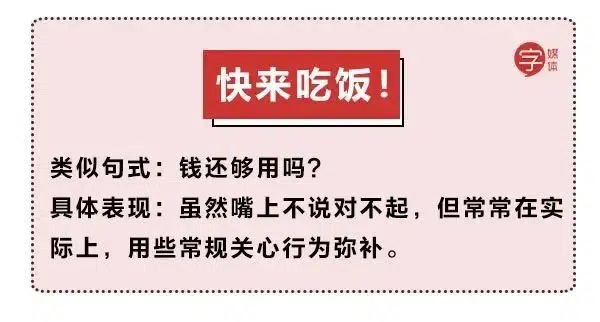 快来吃饭！
字媒体
类似句式：钱还够用吗？
具体表现：虽然嘴上不说对不起，但常常在实
际上，用些常规关心行为弥补。